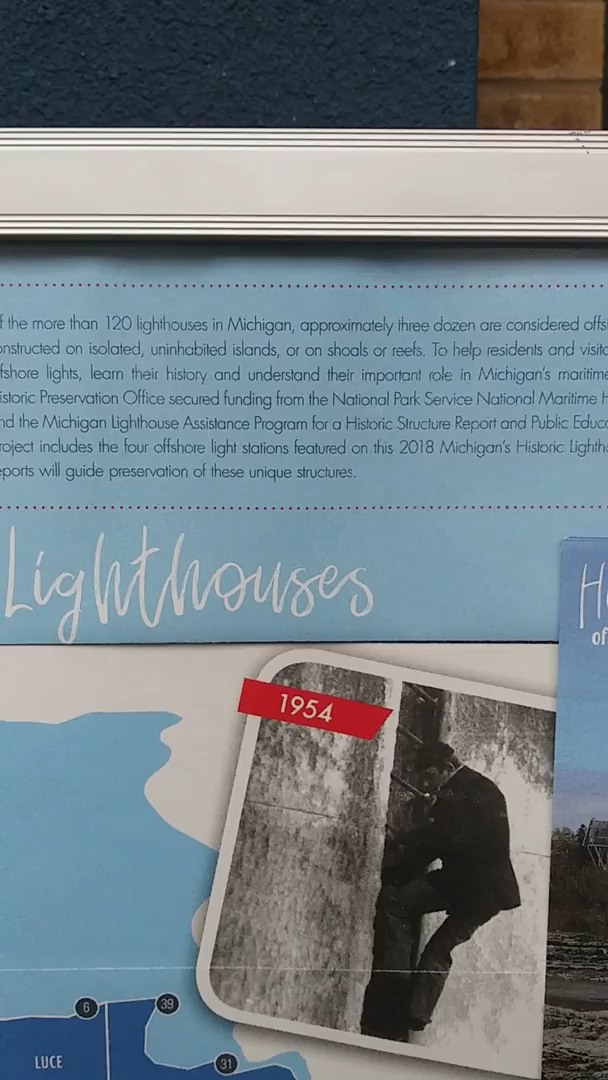 f the more than 120 lighthouses in Michigan, approximately three dozen are considered offs
onstructed on isolated, uninhabited islands, or on shoals or reefs. To help residents and visito
fshore lights, learn their history and understand their important role in Michigan's maritime
istoric Preservation Office secured funding from the National Park Service National Maritime H
nd the Michigan Lighthouse Assistance Program for a Historic Structure Report and Public Educa
roject includes the four offshore light stations featured on this 2018 Michigan's Historic Lightho
eports will guide preservation of these unique structures.
Lighthouses
H
of
1954
6
39
LUCE
31